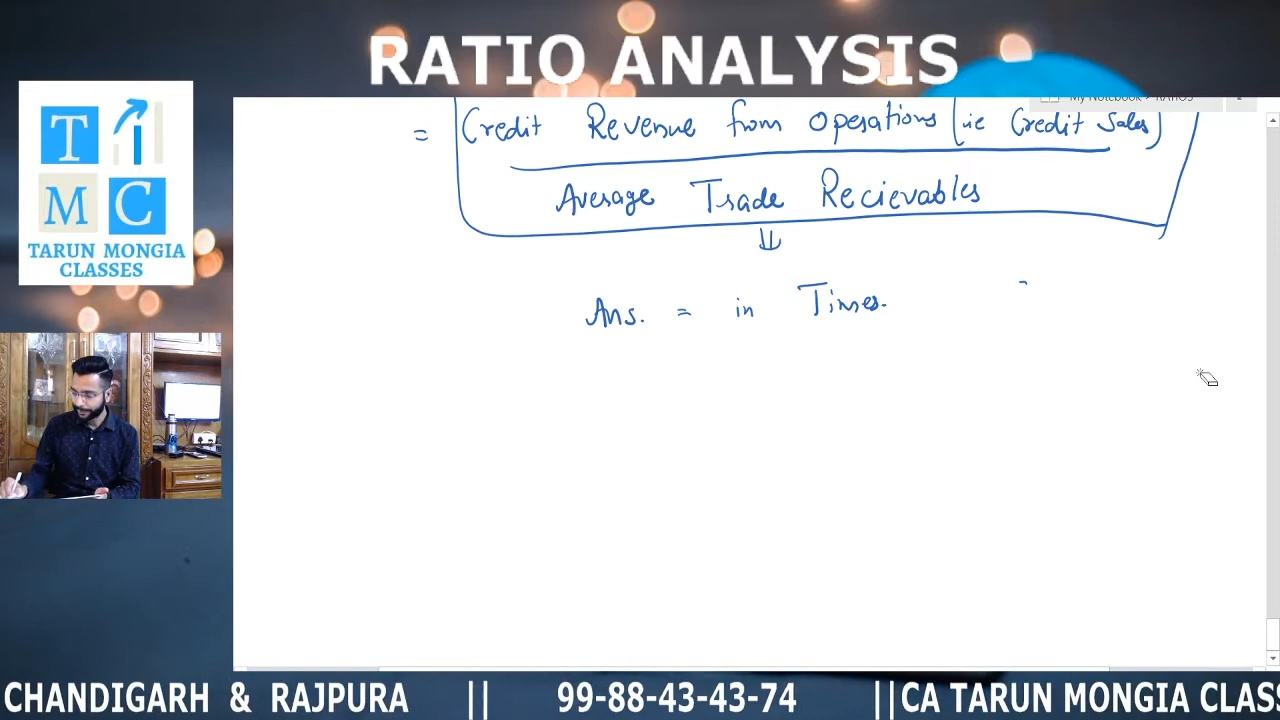 RATIO ANALYSIS
T
M C
TARUN MONGIA
CLASSES
= Credit Revenue from Operations (ie Credit Sales)
Average Trade Recievables
Ans. = in Times.
CHANDIGARH & RAJPURA || 99-88-43-43-74 || CA TARUN MONGIA CLASS